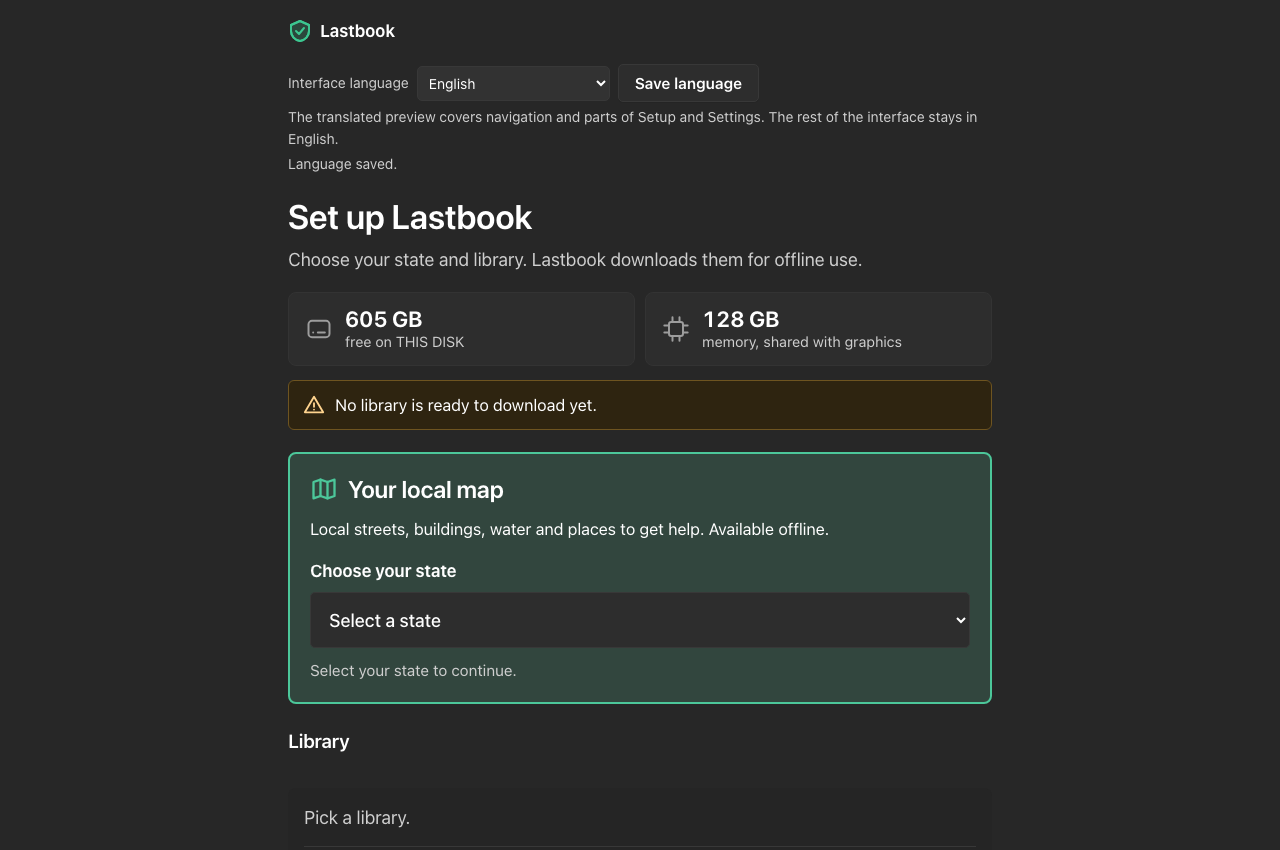 Lastbook
Interface language English Save language
The translated preview covers navigation and parts of Setup and Settings. The rest of the interface stays in
English.
Language saved.
Set up Lastbook
Choose your state and library. Lastbook downloads them for offline use.
605 GB
free on THIS DISK
128 GB
memory, shared with graphics
No library is ready to download yet.
Your local map
Local streets, buildings, water and places to get help. Available offline.
Choose your state
Select a state
Select your state to continue.
Library
Pick a library.